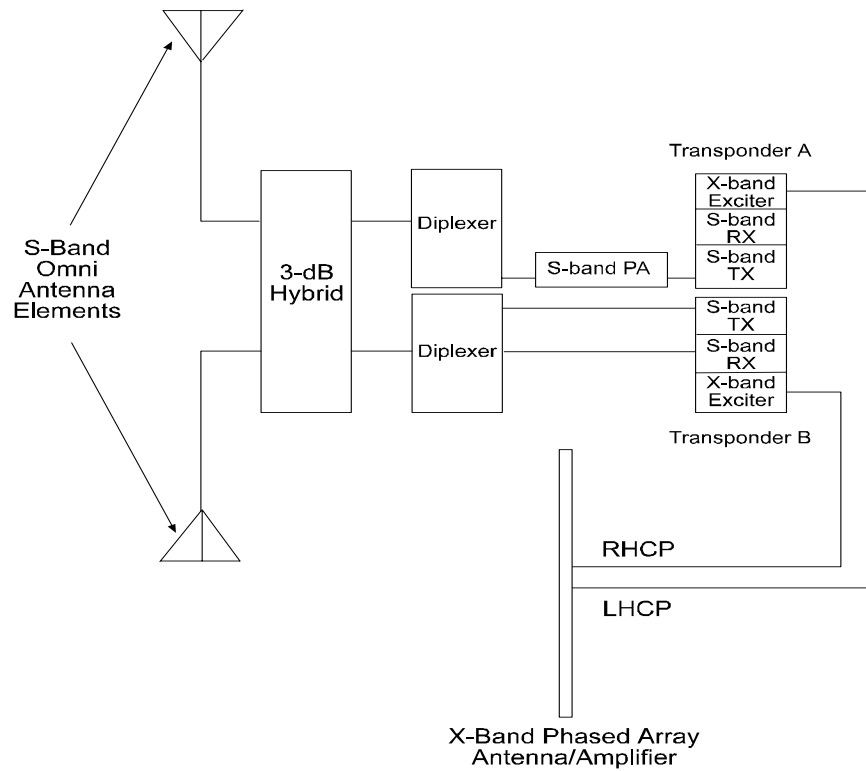 Transponder A
X-band
Exciter
S-band
RX
S-band
TX
Diplexer
S-band PA
3-dB
Hybrid
S-Band
Omni
Antenna
Elements
Diplexer
S-band
TX
S-band
RX
X-band
Exciter
Transponder B
RHCP
LHCP
X-Band Phased Array
Antenna/Amplifier